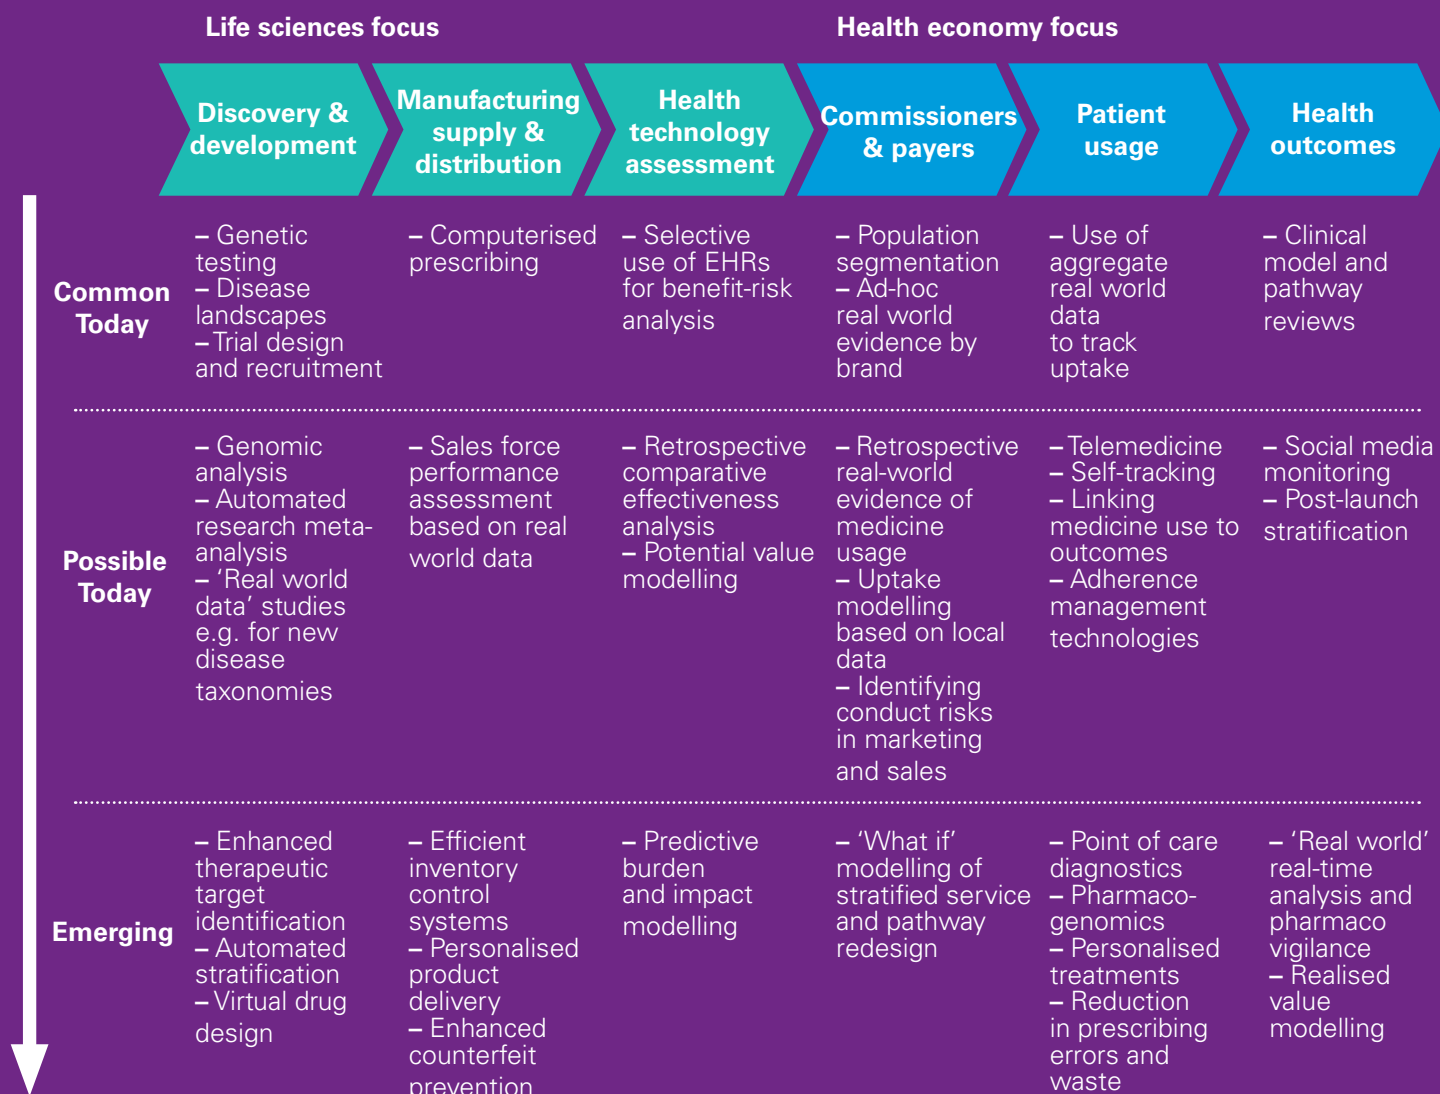 Life sciences focus
Health economy focus
Discovery &
development
Manufacturing
supply &
distribution
Health
technology
assessment
Commissioners
& payers
Patient
usage
Health
outcomes
Common
Today
– Genetic
testing
– Disease
landscapes
– Trial design
and recruitment
– Computerised
prescribing
– Selective
use of EHRs
for benefit-risk
analysis
– Population
segmentation
– Ad-hoc
real world
evidence by
brand
– Use of
aggregate
real world
data
to track
uptake
– Clinical
model and
pathway
reviews
Possible
Today
– Genomic
analysis
– Automated
research meta-
analysis
– ‘Real world
data’ studies
e.g. for new
disease
taxonomies
– Sales force
performance
assessment
based on real
world data
– Retrospective
comparative
effectiveness
analysis
– Potential value
modelling
– Retrospective
real-world
evidence of
medicine
usage
– Uptake
modelling
based on local
data
– Identifying
conduct risks
in marketing
and sales
– Telemedicine
– Self-tracking
– Linking
medicine use to
outcomes
– Adherence
management
technologies
– Social media
monitoring
– Post-launch
stratification
Emerging
– Enhanced
therapeutic
target
identification
– Automated
stratification
– Virtual drug
design
– Efficient
inventory
control
systems
– Personalised
product
delivery
– Enhanced
counterfeit
prevention
– Predictive
burden
and impact
modelling
– ‘What if’
modelling of
stratified service
and pathway
redesign
– Point of care
diagnostics
– Pharmaco-
genomics
– Personalised
treatments
– Reduction
in prescribing
errors and
waste
– ‘Real world’
real-time
analysis and
pharmaco
vigilance
– Realised
value
modelling